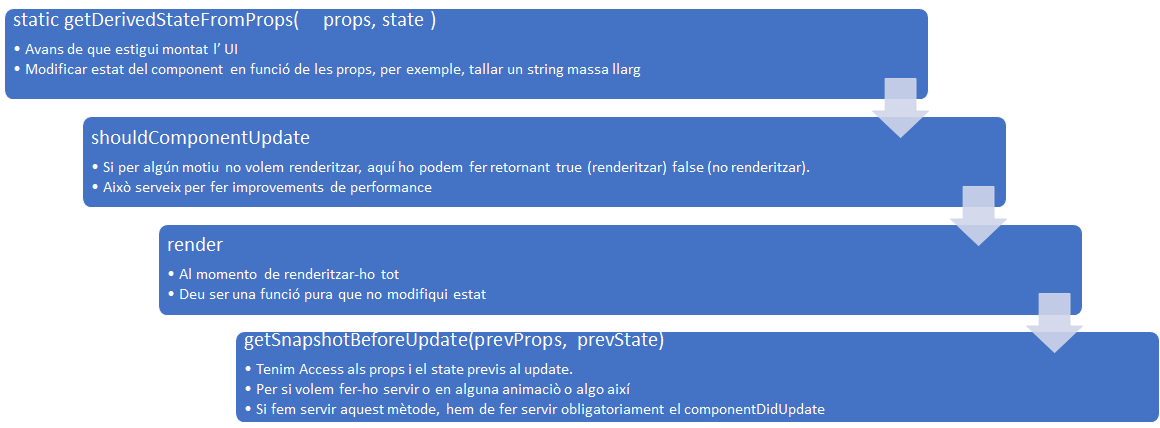 static getDerivedStateFromProps( props, state )
• Avans de que estigui montat l’ UI
• Modificar estat del component en funció de les props, per exemple, tallar un string massa llarg
shouldComponentUpdate
• Si per algún motiu no volem renderitzar, aquí ho podem fer retornant true (renderitzar) false (no renderitzar).
• Això serveix per fer improvements de performance
render
• Al momento de renderitzar-ho tot
• Deu ser una funció pura que no modifiqui estat
getSnapshotBeforeUpdate(prevProps, prevState)
• Tenim Access als props i el state previs al update.
• Per si volem fer-ho servir o en alguna animaciò o algo així
• Si fem servir aquest mètode, hem de fer servir obligatoriament el componentDidUpdate